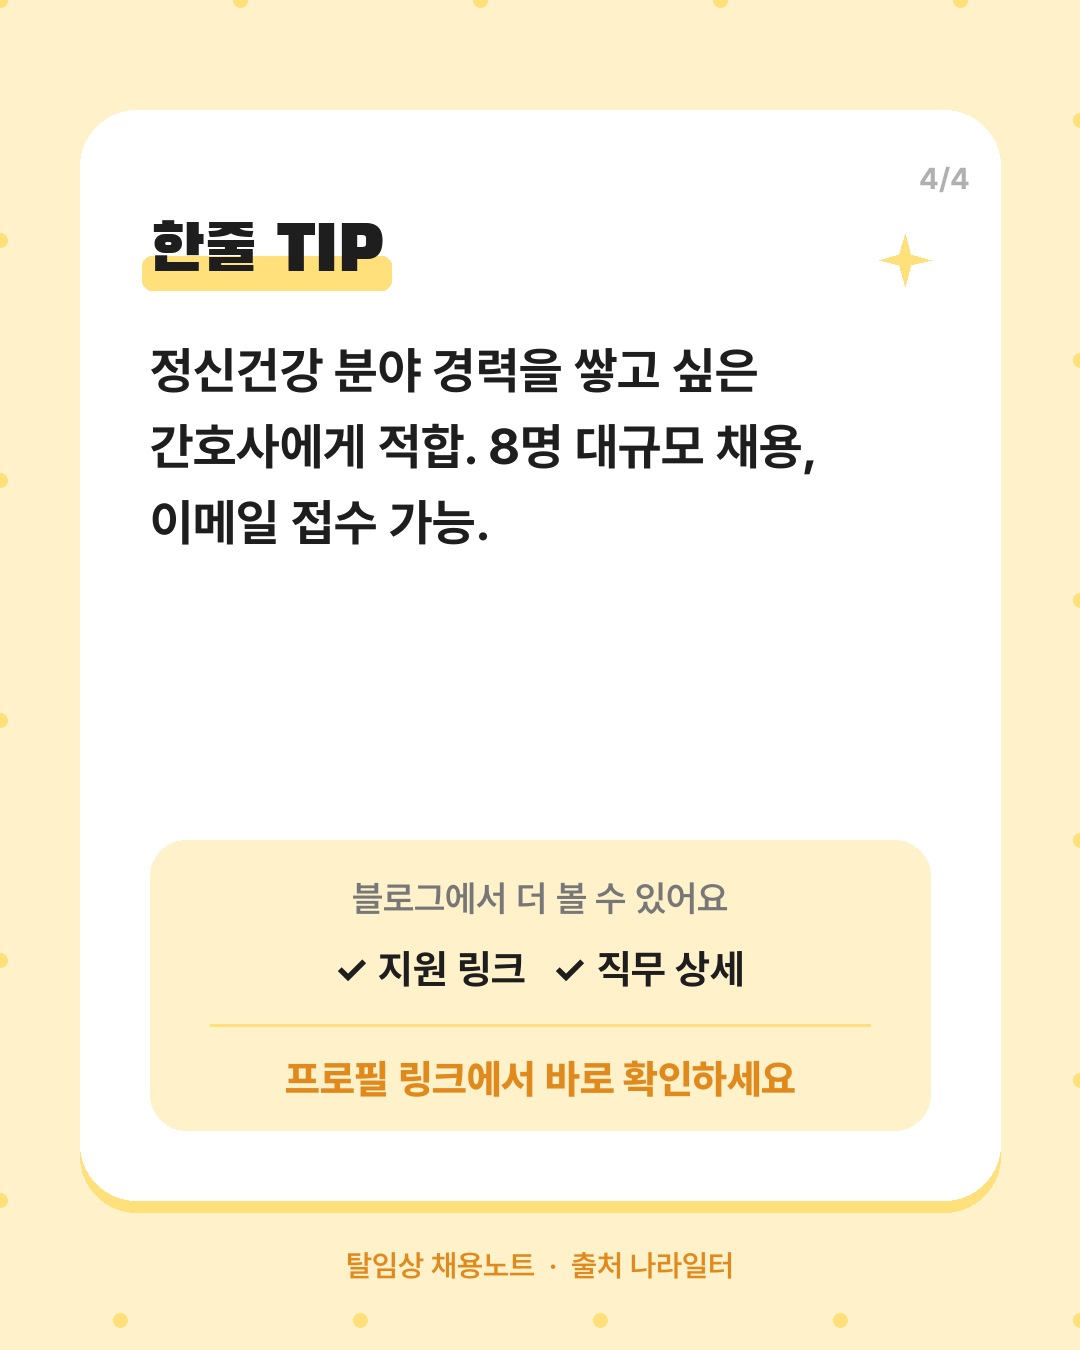 4/4
한줄 TIP
정신건강 분야 경력을 쌓고 싶은
간호사에게 적합. 8명 대규모 채용,
이메일 접수 가능.
블로그에서 더 볼 수 있어요
✓ 지원 링크 ✓ 직무 상세
프로필 링크에서 바로 확인하세요
탈임상 채용노트 · 출처 나라일터